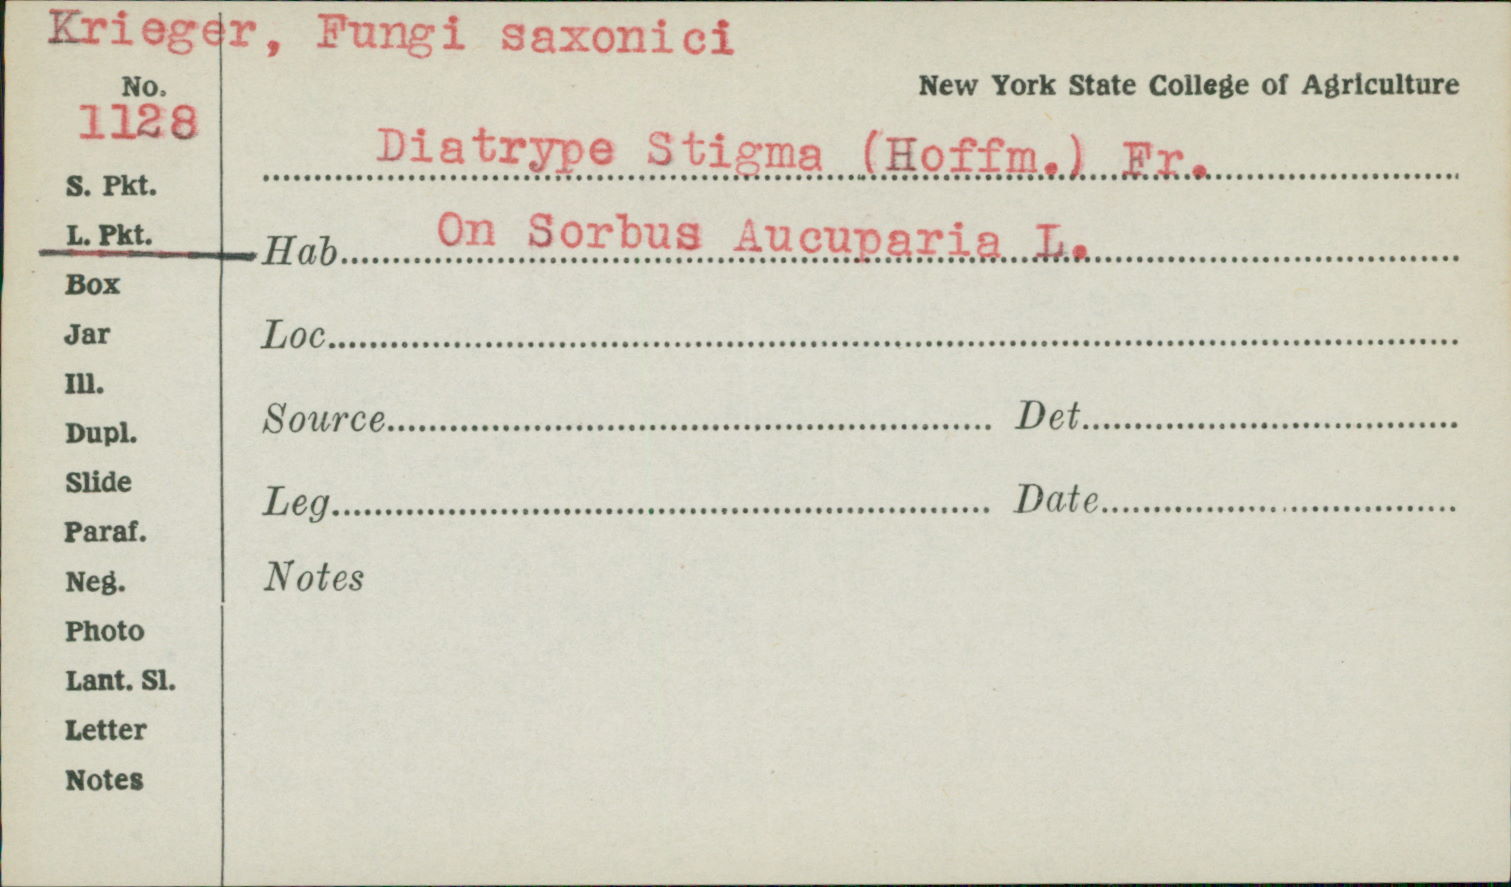 Krieger, Fungi saxonici
No.
New York State College of Agriculture
1128
Diatrype Stigma (Hoffm.) Fr.
S. Pkt.
L. Pkt.
Hab. On Sorbus Aucuparia L.
Box
Jar
Loc.
Ill.
Source Det.
Dupl.
Slide
Leg. Date
Paraf.
Neg.
Notes
Photo
Lant. Sl.
Letter
Notes